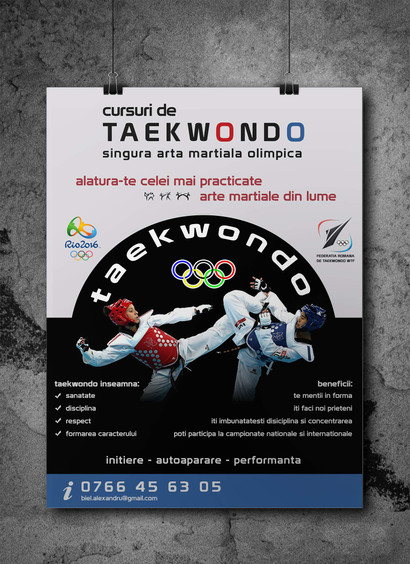 cursuri de
TAEKWONDO
singura arta martiala olimpica
alatura-te celei mai practicate
arte martiale din lume
Rio2016
FEDERATIA ROMANA
DE TAEKWONDO WTF
taekwondo
taekwondo inseamna:
sanatate
disciplina
respect
formarea caracterului
beneficii:
te mentii in forma
iti faci noi prieteni
iti imbunatatesti disiciplina si concentrarea
poti participa la campionate nationale si internationale
initiere - autoaparare - performanta
i 0766 45 63 05
biel.alexandru@gmail.com